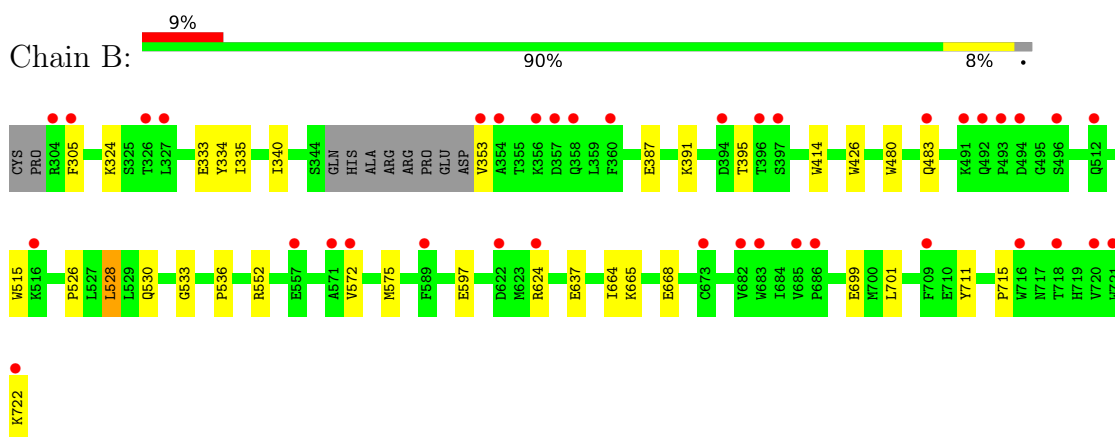 9%
Chain B:
90% 8% •
CYS PRO R304 F305 K324 S325 T326 L327 E333 Y334 I335 I340 S344 GLN HIS ALA ARG ARG PRO GLU ASP V353 A354 T355 K356 D357 Q358 L359 F360 E387 K391 D394 T395 T396 S397 W414 W426 W480 Q483 K491 Q492 P493 D494 G495 S496 Q512
W515 K516 P526 L527 L528 L529 Q530 G533 P536 R552 E557 A571 V572 M575 F589 E597 D622 M623 R624 E637 I664 K665 E668 C673 V682 W683 I684 V685 P686 E699 M700 L701 F709 E710 Y711 P715 W716 N717 T718 H719 V720
K722